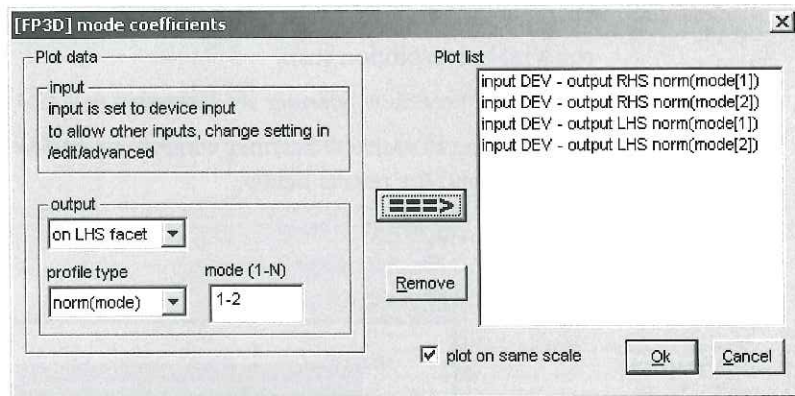 [FP3D] mode coefficients
Plot data
input
input is set to device input
to allow other inputs, change setting in
/edit/advanced
output
on LHS facet
profile type
mode (1-N)
norm(mode)
1-2
===>
Remove
Plot list
input DEV - output RHS norm(mode[1])
input DEV - output RHS norm(mode[2])
input DEV - output LHS norm(mode[1])
input DEV - output LHS norm(mode[2])
plot on same scale
Ok
Cancel